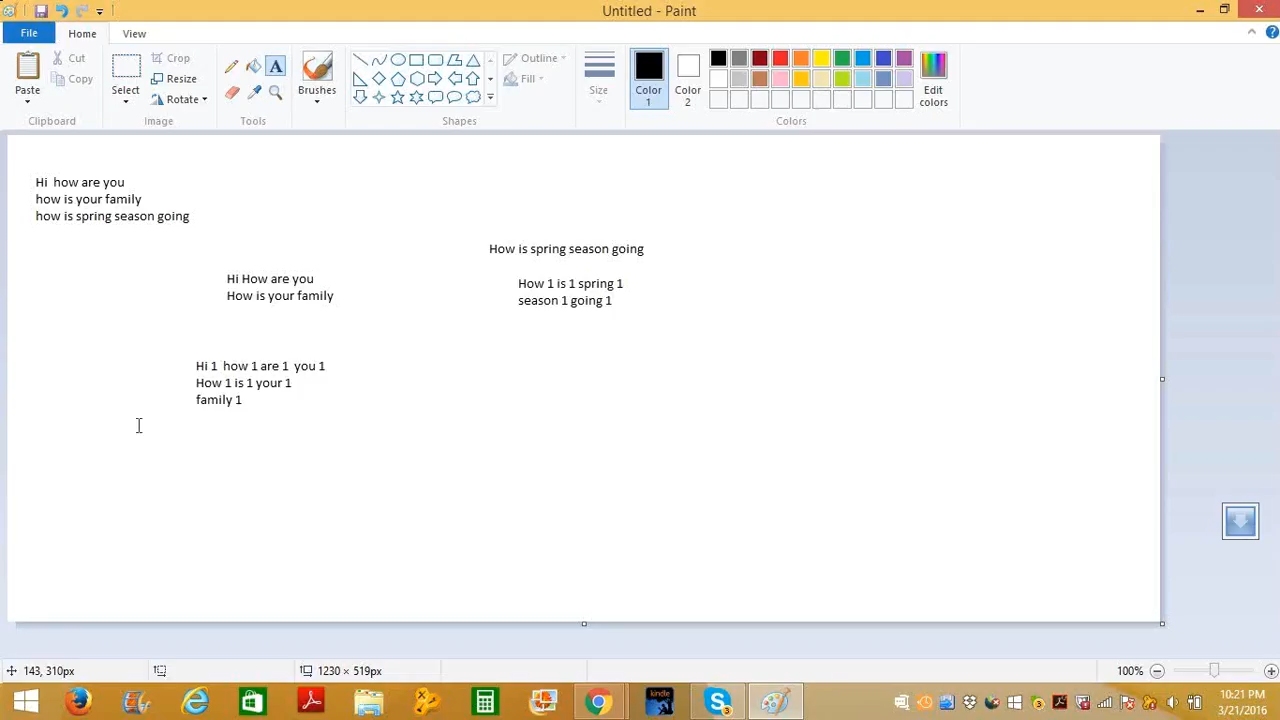 Untitled - Paint
File
Home
View
Paste
Cut
Copy
Clipboard
Select
Crop
Resize
Rotate
Image
A
Tools
Brushes
Outline
Fill
Shapes
Size
Color 1
Color 2
Edit colors
Colors
Hi  how are you
how is your family
how is spring season going
How is spring season going
Hi How are you
How is your family
How 1 is 1 spring 1
season 1 going 1
Hi 1  how 1 are 1  you 1
How 1 is 1 your 1
family 1
143, 310px
1230 × 519px
100%
kindle
3
3
10:21 PM
3/21/2016